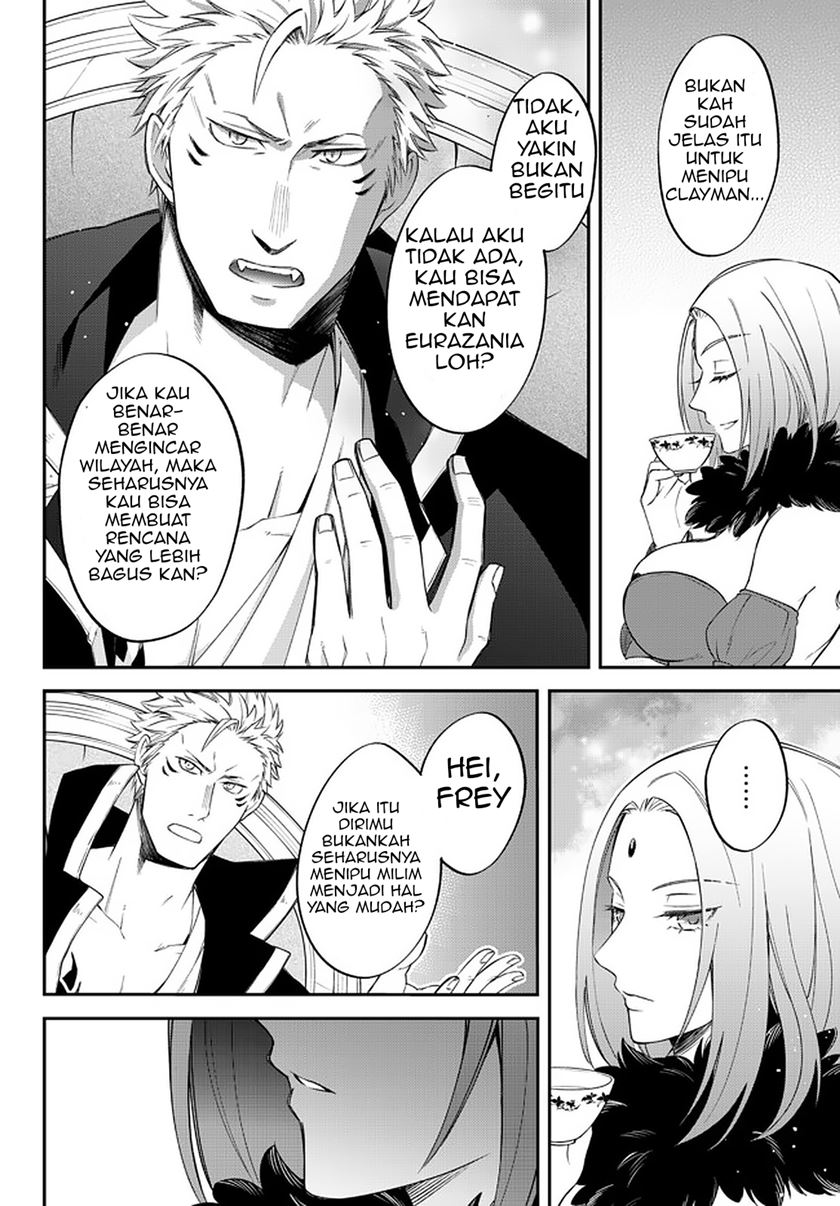 BUKAN
KAH
SUDAH
JELAS ITU
UNTUK
MENIPU
CLAYMAN...
TIDAK,
AKU
YAKIN
BUKAN
BEGITU
KALAU AKU
TIDAK ADA,
KAU BISA
MENDAPAT
KAN
EURAZANIA
LOH?
JIKA KAU
BENAR-
BENAR
MENGINCAR
WILAYAH, MAKA
SEHARUSNYA
KAU BISA
MEMBUAT
RENCANA
YANG LEBIH
BAGUS KAN?
......
HEI,
FREY
JIKA ITU
DIRIMU
BUKANKAH
SEHARUSNYA
MENIPU MILIM
MENJADI HAL
YANG MUDAH?